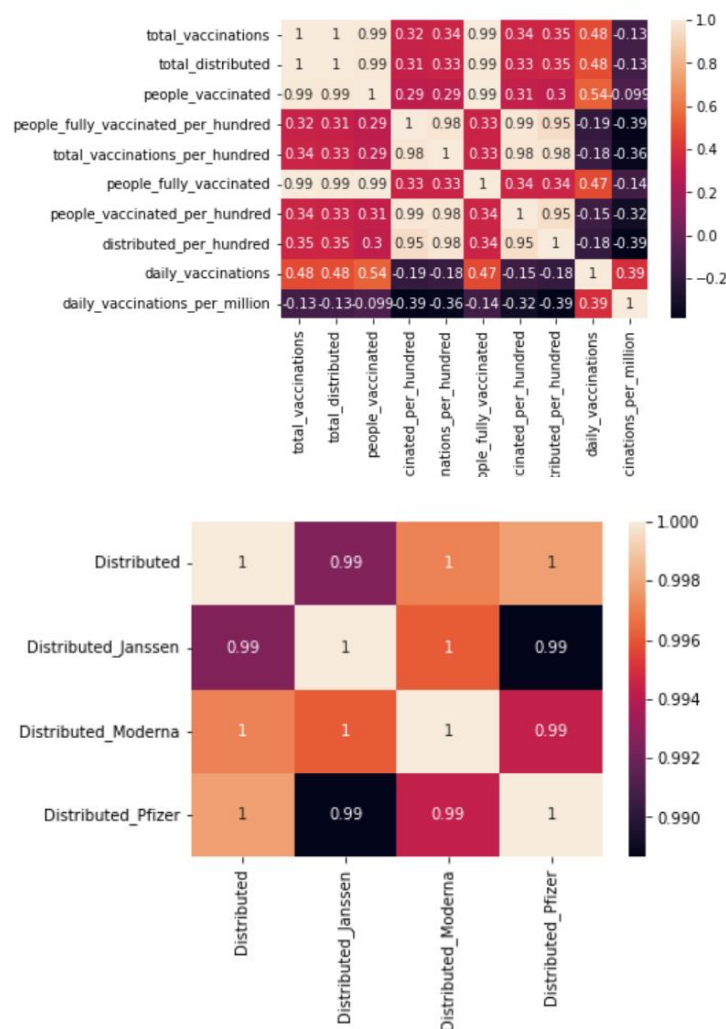 total_vaccinations 1 1 0.99 0.32 0.34 0.99 0.34 0.35 0.48 -0.13 1.0
total_distributed 1 1 0.99 0.31 0.33 0.99 0.33 0.35 0.48 -0.13
people_vaccinated 0.99 0.99 1 0.29 0.29 0.99 0.31 0.3 0.54 -0.099 0.8
people_fully_vaccinated_per_hundred 0.32 0.31 0.29 1 0.98 0.33 0.99 0.95 -0.19 -0.39 0.6
total_vaccinations_per_hundred 0.34 0.33 0.29 0.98 1 0.33 0.98 0.98 -0.18 -0.36 0.4
people_fully_vaccinated 0.99 0.99 0.99 0.33 0.33 1 0.34 0.34 0.47 -0.14
people_vaccinated_per_hundred 0.34 0.33 0.31 0.99 0.98 0.34 1 0.95 -0.15 -0.32 0.2
distributed_per_hundred 0.35 0.35 0.3 0.95 0.98 0.34 0.95 1 -0.18 -0.39 0.0
daily_vaccinations 0.48 0.48 0.54 -0.19 -0.18 0.47 -0.15 -0.18 1 0.39 -0.2
daily_vaccinations_per_million -0.13 -0.13 -0.099 -0.39 -0.36 -0.14 -0.32 -0.39 0.39 1
total_vaccinations
total_distributed
people_vaccinated
cinated_per_hundred
nations_per_hundred
ople_fully_vaccinated
cinated_per_hundred
tributed_per_hundred
daily_vaccinations
cinations_per_million
1.000
Distributed 1 0.99 1 1
0.998
Distributed_Janssen 0.99 1 1 0.99
0.996
0.994
Distributed_Moderna 1 1 1 0.99
0.992
Distributed_Pfizer 1 0.99 0.99 1
0.990
Distributed
Distributed_Janssen
Distributed_Moderna
Distributed_Pfizer